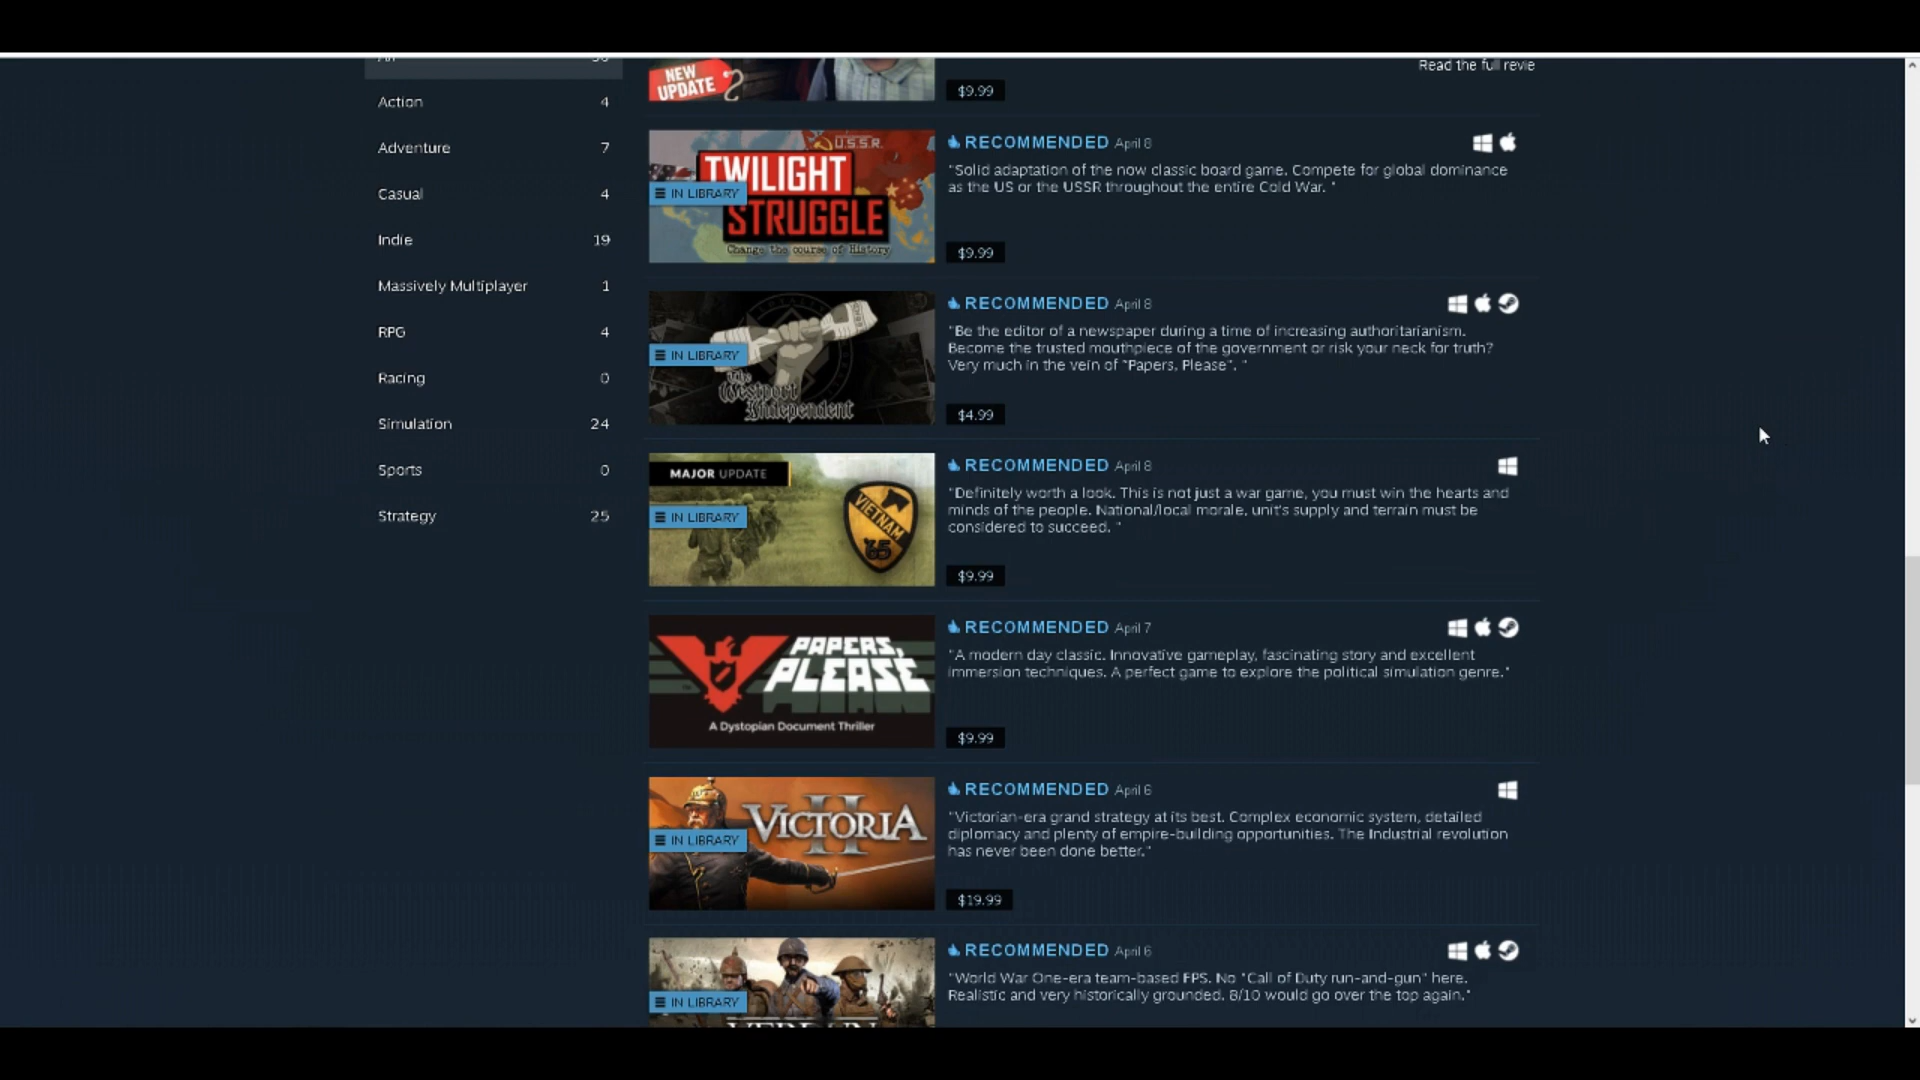 Action 4
Adventure 7
Casual 4
Indie 19
Massively Multiplayer 1
RPG 4
Racing 0
Simulation 24
Sports 0
Strategy 25
NEW
UPDATE
Read the full revie
$9.99
U.S.S.R.
TWILIGHT
STRUGGLE
Change the course of History
IN LIBRARY
RECOMMENDED April 8
"Solid adaptation of the now classic board game. Compete for global dominance
as the US or the USSR throughout the entire Cold War. "
$9.99
The
Westport
Independent
IN LIBRARY
RECOMMENDED April 8
"Be the editor of a newspaper during a time of increasing authoritarianism.
Become the trusted mouthpiece of the government or risk your neck for truth?
Very much in the vein of "Papers, Please". "
$4.99
MAJOR UPDATE
IN LIBRARY
VIETNAM
'65
RECOMMENDED April 8
"Definitely worth a look. This is not just a war game, you must win the hearts and
minds of the people. National/local morale, unit's supply and terrain must be
considered to succeed. "
$9.99
PAPERS,
PLEASE
A Dystopian Document Thriller
RECOMMENDED April 7
"A modern day classic. Innovative gameplay, fascinating story and excellent
immersion techniques. A perfect game to explore the political simulation genre."
$9.99
VICTORIA
II
IN LIBRARY
RECOMMENDED April 6
"Victorian-era grand strategy at its best. Complex economic system, detailed
diplomacy and plenty of empire-building opportunities. The Industrial revolution
has never been done better."
$19.99
IN LIBRARY
RECOMMENDED April 6
"World War One-era team-based FPS. No "Call of Duty run-and-gun" here.
Realistic and very historically grounded. 8/10 would go over the top again."